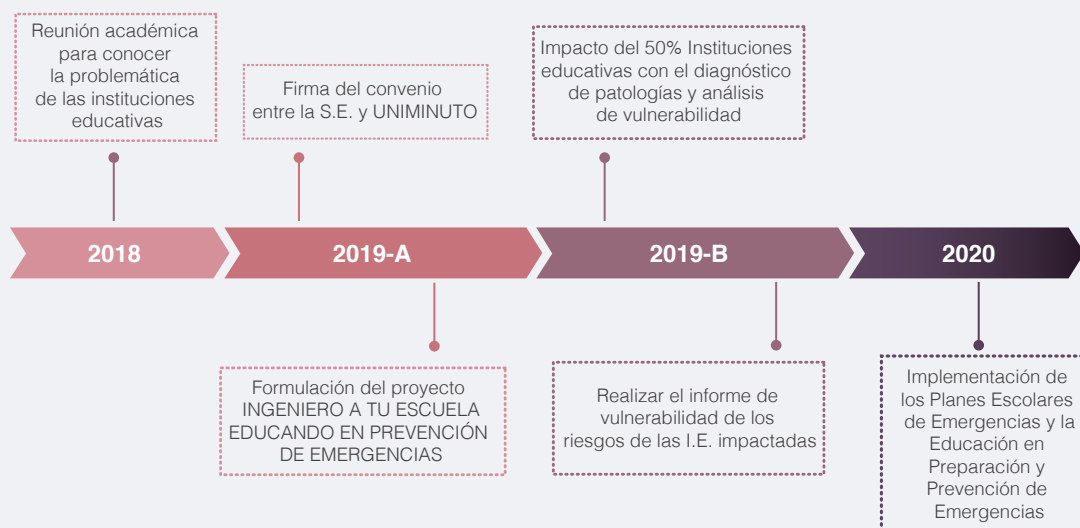 Reunión académica
para conocer
la problemática
de las instituciones
educativas
Firma del convenio
entre la S.E. y UNIMINUTO
Impacto del 50% Instituciones
educativas con el diagnóstico
de patologías y análisis
de vulnerabilidad
2018
2019-A
2019-B
2020
Formulación del proyecto
INGENIERO A TU ESCUELA
EDUCANDO EN PREVENCIÓN
DE EMERGENCIAS
Realizar el informe de
vulnerabilidad de los
riesgos de las I.E. impactadas
Implementación de
los Planes Escolares
de Emergencias y la
Educación en
Preparación y
Prevención de
Emergencias